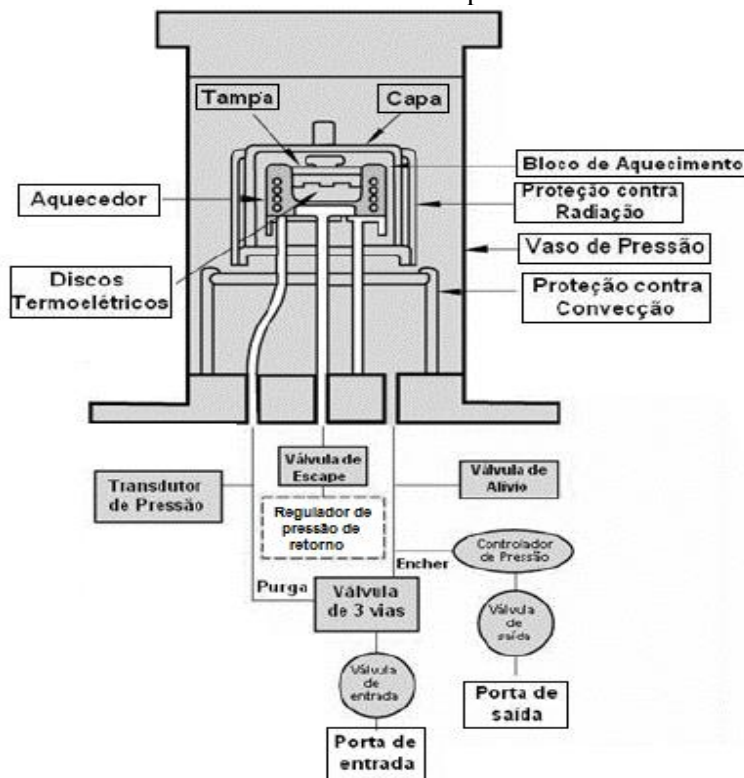 Tampa
Capa
Bloco de Aquecimento
Aquecedor
Proteção contra
Radiação
Vaso de Pressão
Discos
Termoelétricos
Proteção contra
Convecção
Transdutor
de Pressão
Válvula de
Escape
Válvula de
Alívio
Regulador de
pressão de
retorno
Controlador
de Pressão
Encher
Purga
Válvula
de 3 vias
Válvula
de
saída
Válvula
de
entrada
Porta de
saída
Porta de
entrada